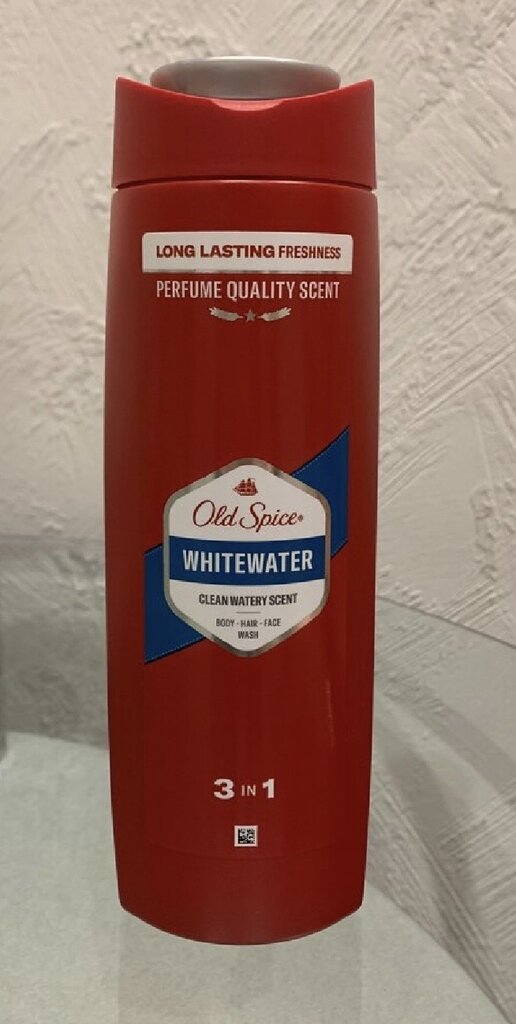 LONG LASTING FRESHNESS
PERFUME QUALITY SCENT
Old Spice®
WHITEWATER
CLEAN WATERY SCENT
BODY · HAIR · FACE
WASH
3 IN 1